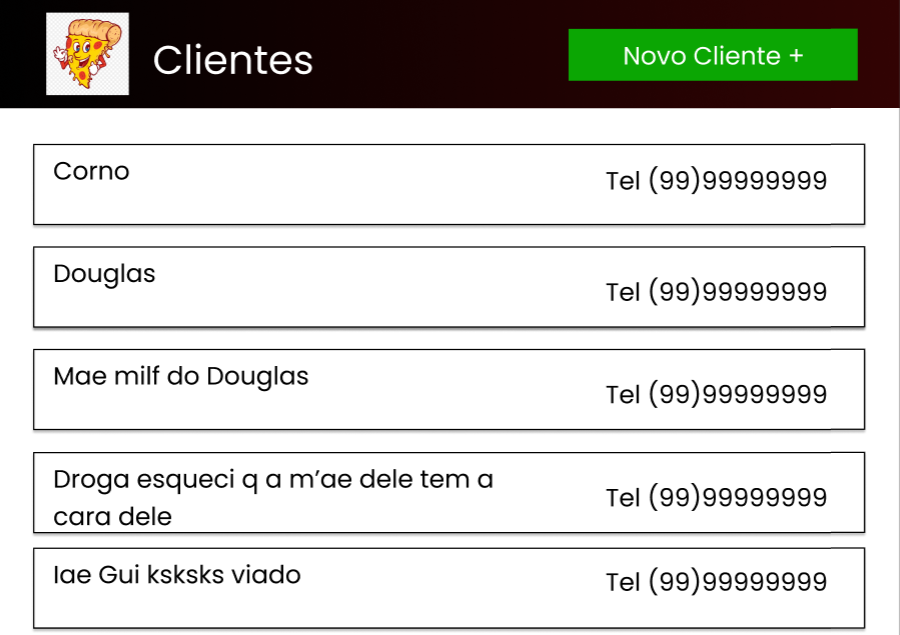 Clientes
Novo Cliente +
Corno
Tel (99)99999999
Douglas
Tel (99)99999999
Mae milf do Douglas
Tel (99)99999999
Droga esqueci q a m’ae dele tem a
cara dele
Tel (99)99999999
Iae Gui ksksks viado
Tel (99)99999999